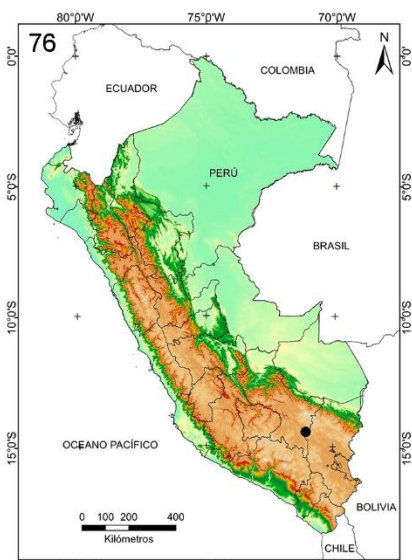 80°0'W 75°0'W 70°0'W
76
N
0°0' 0°0'
COLOMBIA
ECUADOR
PERÚ
5°0'S 5°0'S
BRASIL
10°0'S 10°0'S
15°0'S 15°0'S
OCEANO PACÍFICO
BOLIVIA
0 100 200 400
Kilómetros
CHILE